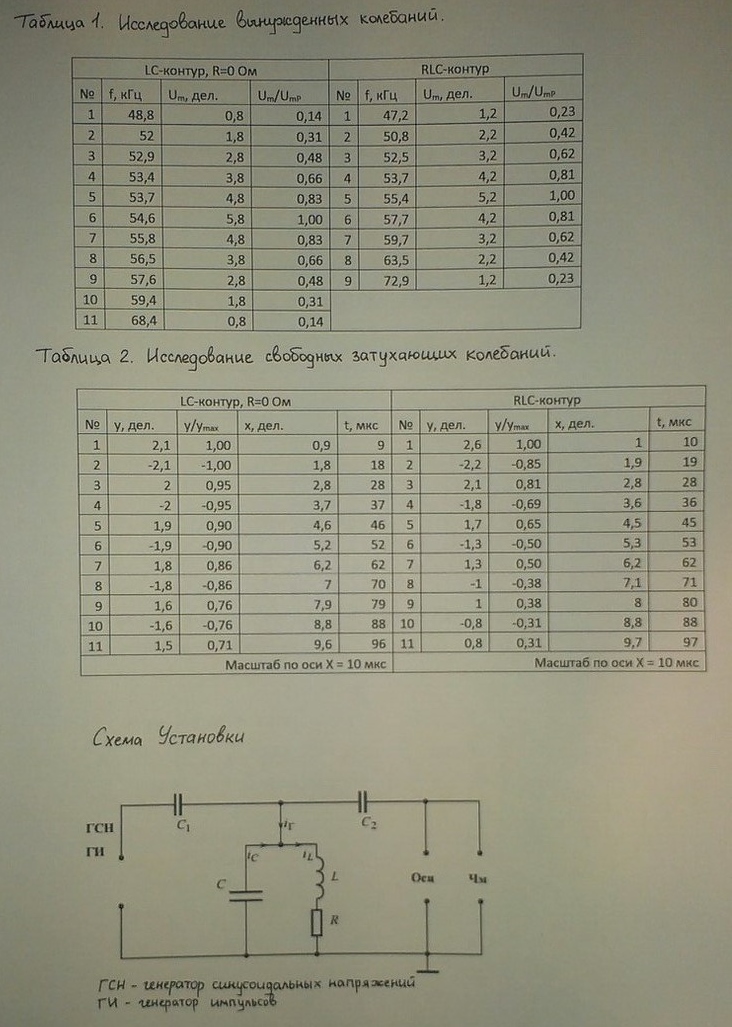 Таблица 1. Исследование вынужденных колебаний.
LC-контур, R=0 Ом RLC-контур
№ f, кГц Um, дел. Um/Umр № f, кГц Um, дел. Um/Umр
1 48,8 0,8 0,14 1 47,2 1,2 0,23
2 52 1,8 0,31 2 50,8 2,2 0,42
3 52,9 2,8 0,48 3 52,5 3,2 0,62
4 53,4 3,8 0,66 4 53,7 4,2 0,81
5 53,7 4,8 0,83 5 55,4 5,2 1,00
6 54,6 5,8 1,00 6 57,7 4,2 0,81
7 55,8 4,8 0,83 7 59,7 3,2 0,62
8 56,5 3,8 0,66 8 63,5 2,2 0,42
9 57,6 2,8 0,48 9 72,9 1,2 0,23
10 59,4 1,8 0,31
11 68,4 0,8 0,14
Таблица 2. Исследование свободных затухающих колебаний.
LC-контур, R=0 Ом RLC-контур
№ y, дел. y/ymax x, дел. t, мкс № y, дел. y/ymax x, дел. t, мкс
1 2,1 1,00 0,9 9 1 2,6 1,00 1 10
2 -2,1 -1,00 1,8 18 2 -2,2 -0,85 1,9 19
3 2 0,95 2,8 28 3 2,1 0,81 2,8 28
4 -2 -0,95 3,7 37 4 -1,8 -0,69 3,6 36
5 1,9 0,90 4,6 46 5 1,7 0,65 4,5 45
6 -1,9 -0,90 5,2 52 6 -1,3 -0,50 5,3 53
7 1,8 0,86 6,2 62 7 1,3 0,50 6,2 62
8 -1,8 -0,86 7 70 8 -1 -0,38 7,1 71
9 1,6 0,76 7,9 79 9 1 0,38 8 80
10 -1,6 -0,76 8,8 88 10 -0,8 -0,31 8,8 88
11 1,5 0,71 9,6 96 11 0,8 0,31 9,7 97
Масштаб по оси X = 10 мкс Масштаб по оси X = 10 мкс
Схема Установки
C1 iГ C2
ГСН
ГИ iC iL
C L Осц Чм
R
ГСН - генератор синусоидальных напряжений
ГИ - генератор импульсов